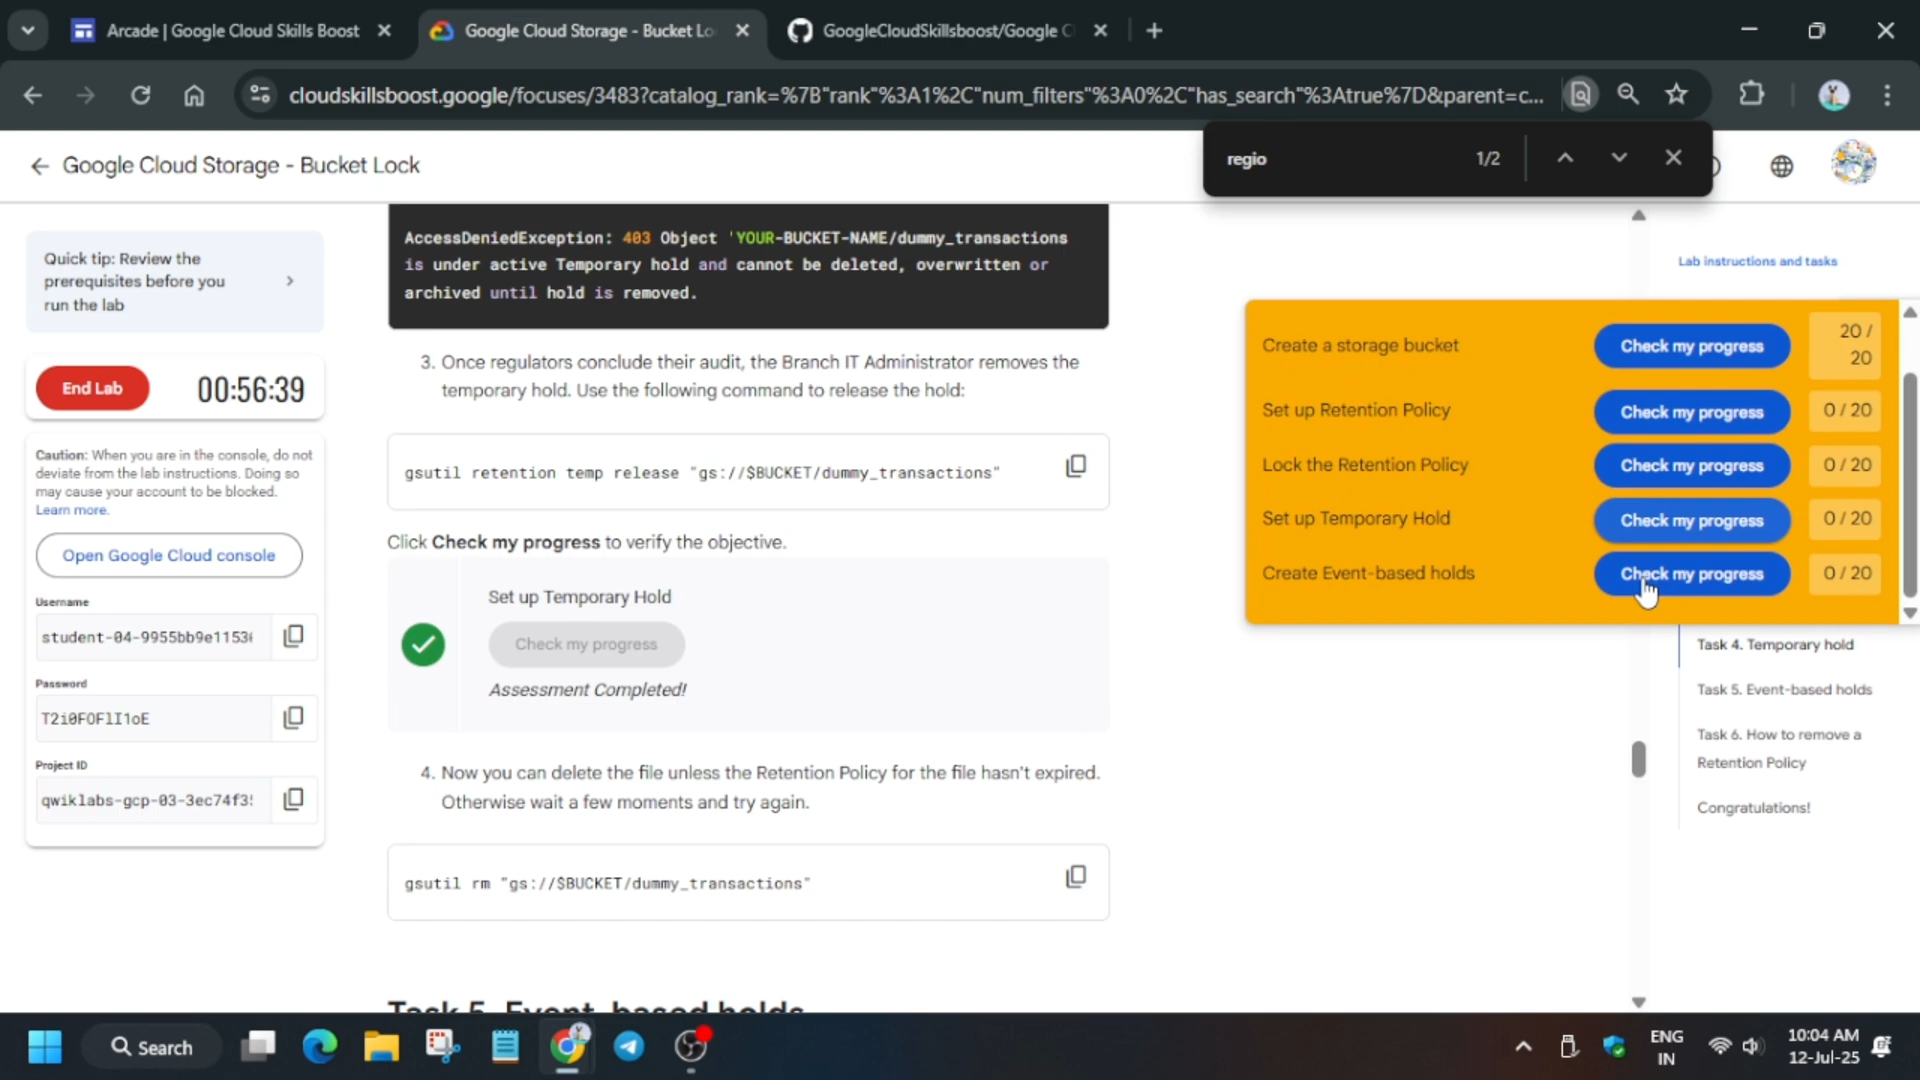 Arcade | Google Cloud Skills Boost
Google Cloud Storage - Bucket Lo
GoogleCloudSkillsboost/Google C
cloudskillsboost.google/focuses/3483?catalog_rank=%7B"rank"%3A1%2C"num_filters"%3A0%2C"has_search"%3Atrue%7D&parent=c...
regio
1/2
Google Cloud Storage - Bucket Lock
Quick tip: Review the
prerequisites before you
run the lab
End Lab
00:56:39
Caution: When you are in the console, do not
deviate from the lab instructions. Doing so
may cause your account to be blocked.
Learn more.
Open Google Cloud console
Username
student-04-9955bb9e1153
Password
T2i0FOFlI1oE
Project ID
qwiklabs-gcp-03-3ec74f3
AccessDeniedException: 403 Object 'YOUR-BUCKET-NAME/dummy_transactions
is under active Temporary hold and cannot be deleted, overwritten or
archived until hold is removed.
3. Once regulators conclude their audit, the Branch IT Administrator removes the
temporary hold. Use the following command to release the hold:
gsutil retention temp release "gs://$BUCKET/dummy_transactions"
Click Check my progress to verify the objective.
Set up Temporary Hold
Check my progress
Assessment Completed!
4. Now you can delete the file unless the Retention Policy for the file hasn't expired.
Otherwise wait a few moments and try again.
gsutil rm "gs://$BUCKET/dummy_transactions"
Task 5. Event-based holds
Lab instructions and tasks
Create a storage bucket
Check my progress
20 /
20
Set up Retention Policy
Check my progress
0 / 20
Lock the Retention Policy
Check my progress
0 / 20
Set up Temporary Hold
Check my progress
0 / 20
Create Event-based holds
Check my progress
0 / 20
Task 4. Temporary hold
Task 5. Event-based holds
Task 6. How to remove a
Retention Policy
Congratulations!
Search
ENG
IN
10:04 AM
12-Jul-25